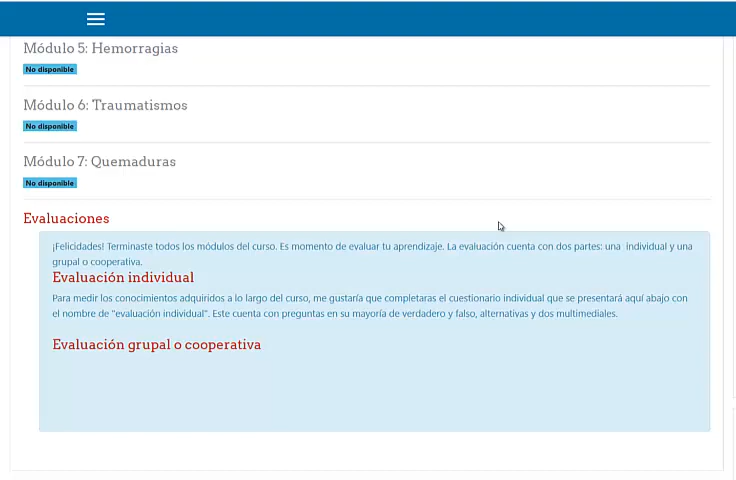 Módulo 5: Hemorragias
No disponible
Módulo 6: Traumatismos
No disponible
Módulo 7: Quemaduras
No disponible
Evaluaciones
¡Felicidades! Terminaste todos los módulos del curso. Es momento de evaluar tu aprendizaje. La evaluación cuenta con dos partes: una individual y una
grupal o cooperativa.
Evaluación individual
Para medir los conocimientos adquiridos a lo largo del curso, me gustaría que completaras el cuestionario individual que se presentará aquí abajo con
el nombre de "evaluación individual". Este cuenta con preguntas en su mayoría de verdadero y falso, alternativas y dos multimediales.
Evaluación grupal o cooperativa